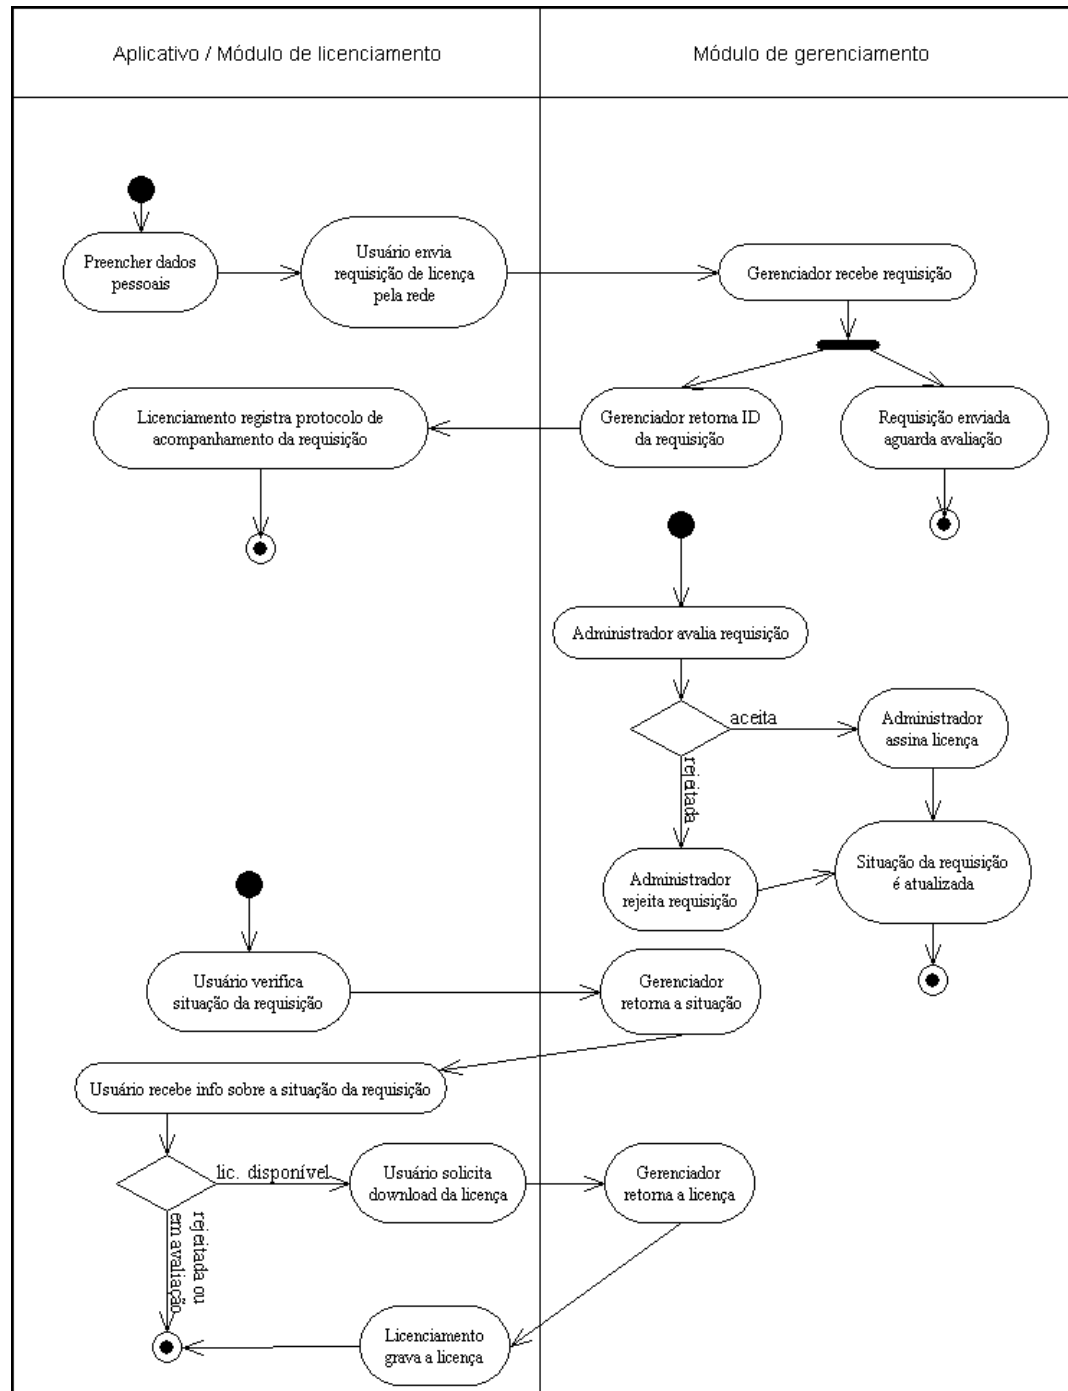 Aplicativo / Módulo de licenciamento
Módulo de gerenciamento
Preencher dados
pessoais
Usuário envia
requisição de licença
pela rede
Gerenciador recebe requisição
Licenciamento registra protocolo de
acompanhamento da requisição
Gerenciador retorna ID
da requisição
Requisição enviada
aguarda avaliação
Administrador avalia requisição
aceita
Administrador
assina licença
rejeitada
Administrador
rejeita requisição
Situação da requisição
é atualizada
Usuário verifica
situação da requisição
Gerenciador
retorna a situação
Usuário recebe info sobre a situação da requisição
lic. disponível
Usuário solicita
download da licença
Gerenciador
retorna a licença
rejeitada ou
em avaliação
Licenciamento
grava a licença